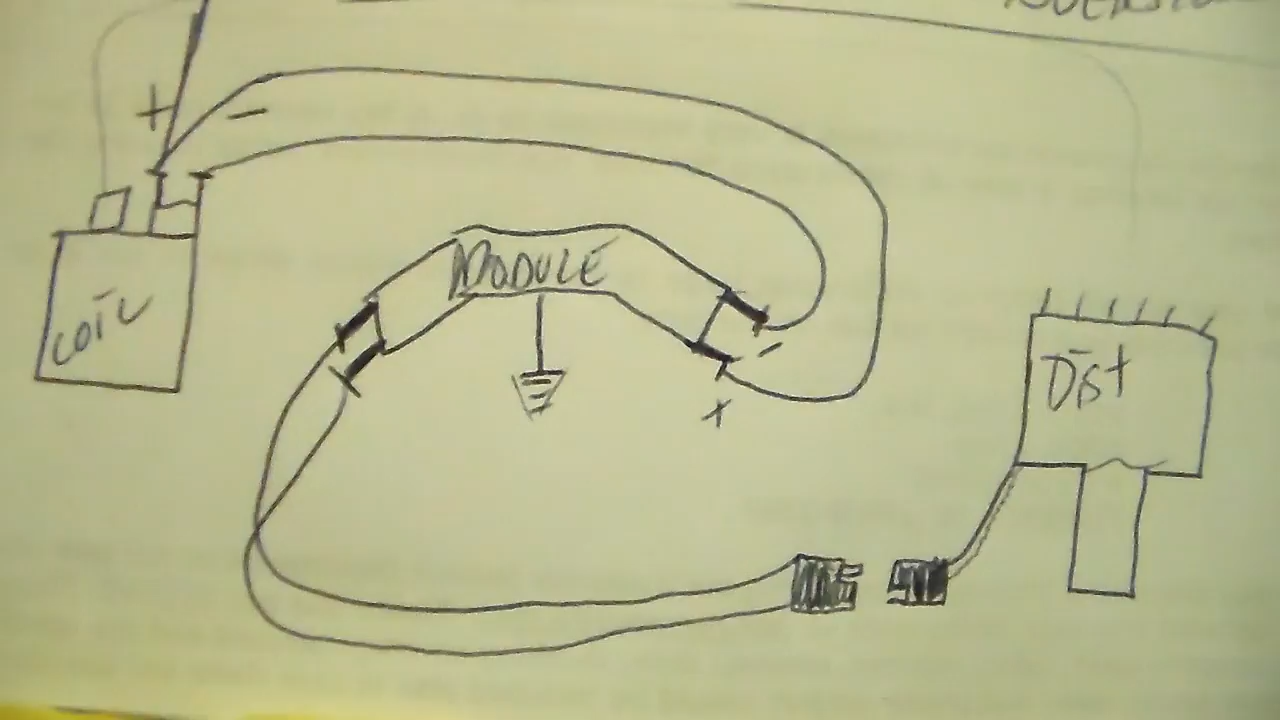 + -
COIL
MODULE
-
+
Dist